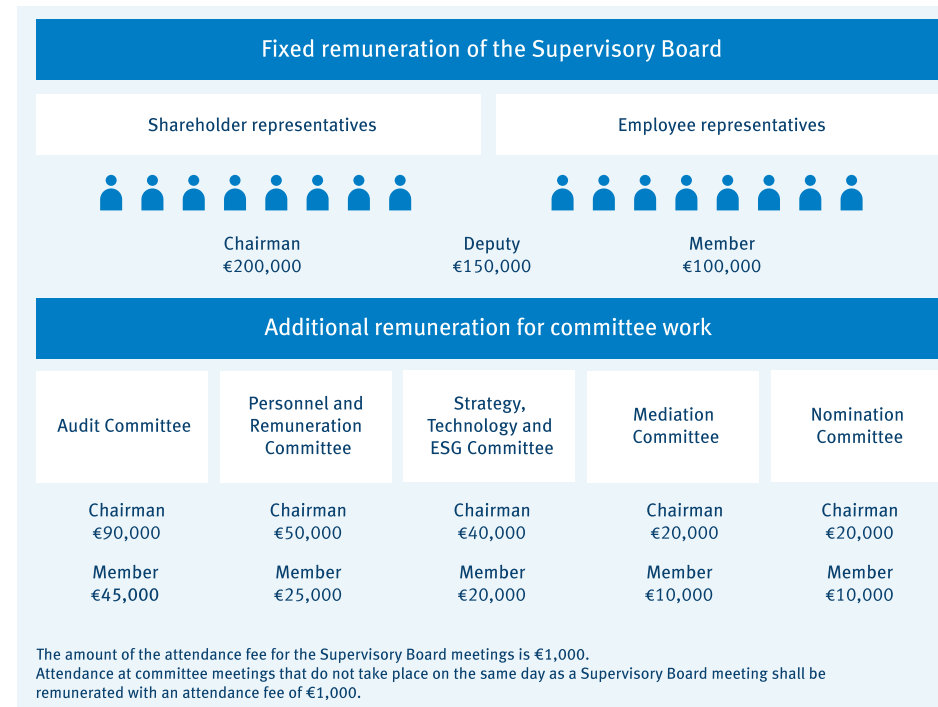 Fixed remuneration of the Supervisory Board
Shareholder representatives
Employee representatives
Chairman
€200,000
Deputy
€150,000
Member
€100,000
Additional remuneration for committee work
Audit Committee
Personnel and
Remuneration
Committee
Strategy,
Technology and
ESG Committee
Mediation
Committee
Nomination
Committee
Chairman
€90,000
Chairman
€50,000
Chairman
€40,000
Chairman
€20,000
Chairman
€20,000
Member
€45,000
Member
€25,000
Member
€20,000
Member
€10,000
Member
€10,000
The amount of the attendance fee for the Supervisory Board meetings is €1,000.
Attendance at committee meetings that do not take place on the same day as a Supervisory Board meeting shall be
remunerated with an attendance fee of €1,000.